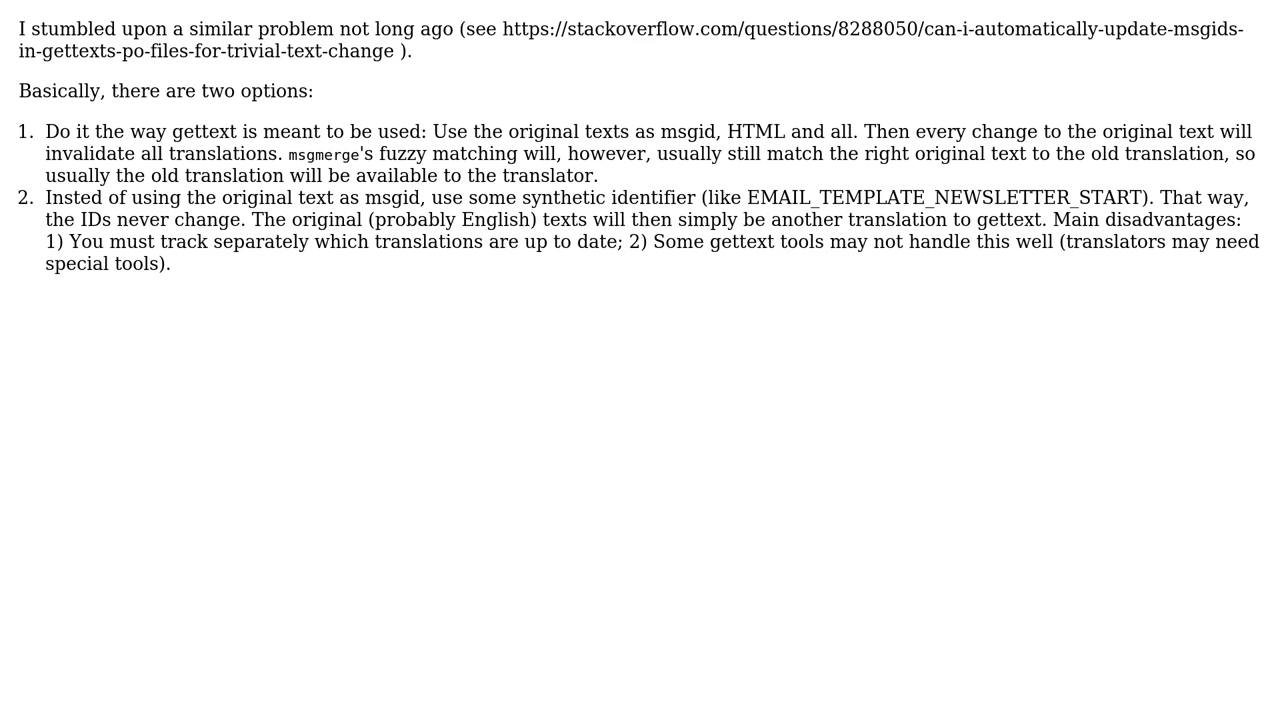 I stumbled upon a similar problem not long ago (see https://stackoverflow.com/questions/8288050/can-i-automatically-update-msgids-
in-gettexts-po-files-for-trivial-text-change ).
Basically, there are two options:
1. Do it the way gettext is meant to be used: Use the original texts as msgid, HTML and all. Then every change to the original text will
invalidate all translations. msgmerge's fuzzy matching will, however, usually still match the right original text to the old translation, so
usually the old translation will be available to the translator.
2. Insted of using the original text as msgid, use some synthetic identifier (like EMAIL_TEMPLATE_NEWSLETTER_START). That way,
the IDs never change. The original (probably English) texts will then simply be another translation to gettext. Main disadvantages:
1) You must track separately which translations are up to date; 2) Some gettext tools may not handle this well (translators may need
special tools).